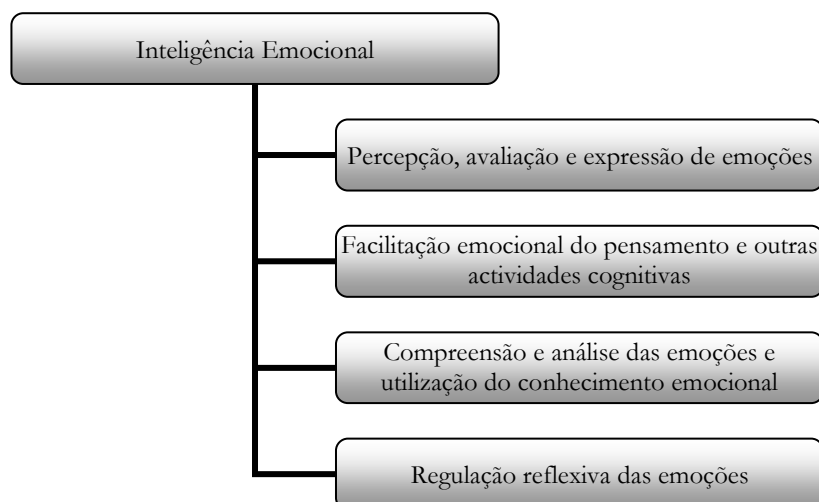 Inteligência Emocional
Percepção, avaliação e expressão de emoções
Facilitação emocional do pensamento e outras
actividades cognitivas
Compreensão e análise das emoções e
utilização do conhecimento emocional
Regulação reflexiva das emoções